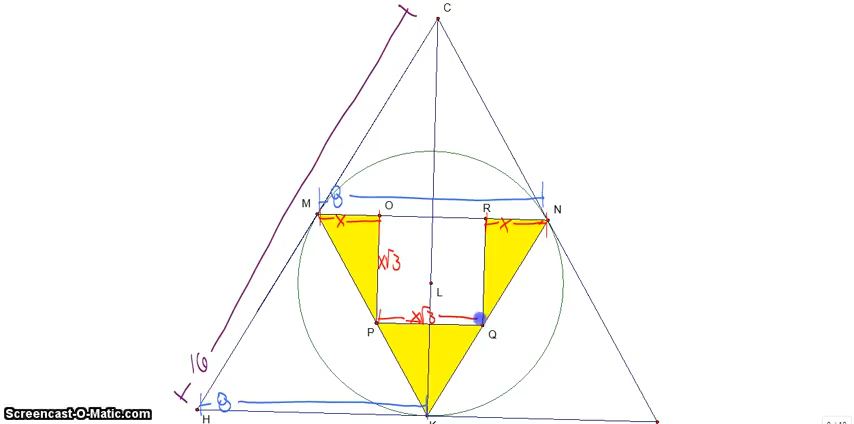 C
8
M
O
R
N
x
x
x√3
L
x√3
P
Q
16
8
H
K
Screencast-O-Matic.com